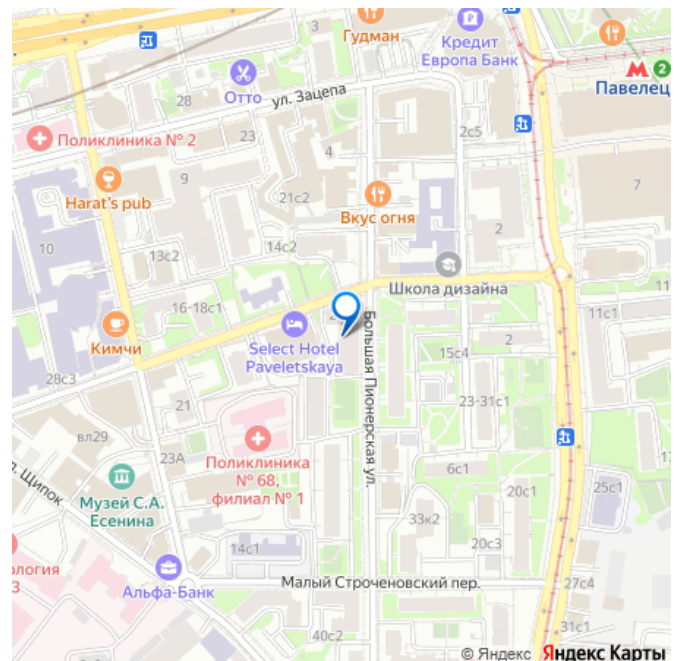 Гудман
Кредит
Европа Банк
2
Павелец
Отто
ул. Зацепа
28
2с5
Поликлиника № 2
23
4
9
7
Harat's pub
21с2
Вкус огня
10
2
14с2
13с2
Школа дизайна
16-18с1
11с1
Кимчи
Select Hotel
Paveletskaya
Большая Пионерская ул.
2
15с4
28с3
21
23-31с1
вл29
23А
Поликлиника
№ 68,
филиал № 1
6с1
л. Щипок
Музей С.А.
Есенина
20с1
25с1
33к2
14с1
20с3
ология
3
Альфа-Банк
Малый Строченовский пер.
27с4
40с2
31с1
© Яндекс Яндекс Карты